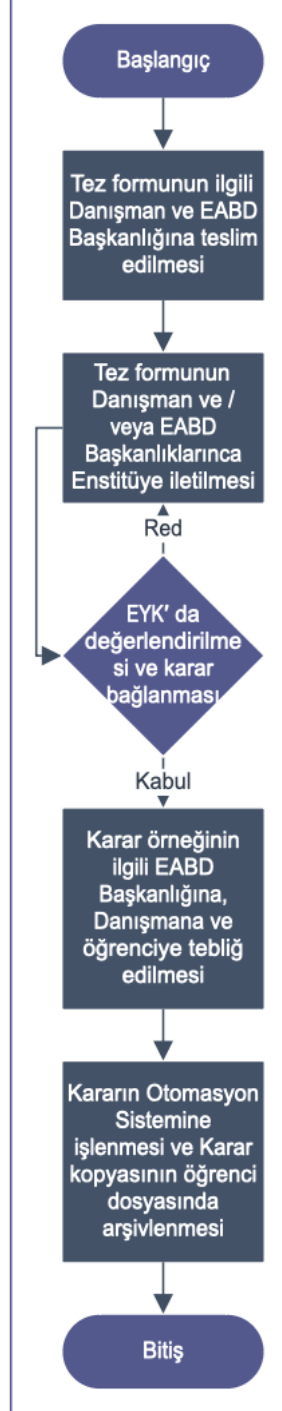 Başlangıç
Tez formunun ilgili
Danışman ve EABD
Başkanlığına teslim
edilmesi
Tez formunun
Danışman ve /
veya EABD
Başkanlıklarınca
Enstitüye iletilmesi
Red
EYK' da
değerlendirilme
si ve karar
bağlanması
Kabul
Karar örneğinin
ilgili EABD
Başkanlığına,
Danışmana ve
öğrenciye tebliğ
edilmesi
Kararın Otomasyon
Sistemine
işlenmesi ve Karar
kopyasının öğrenci
dosyasında
arşivlenmesi
Bitiş